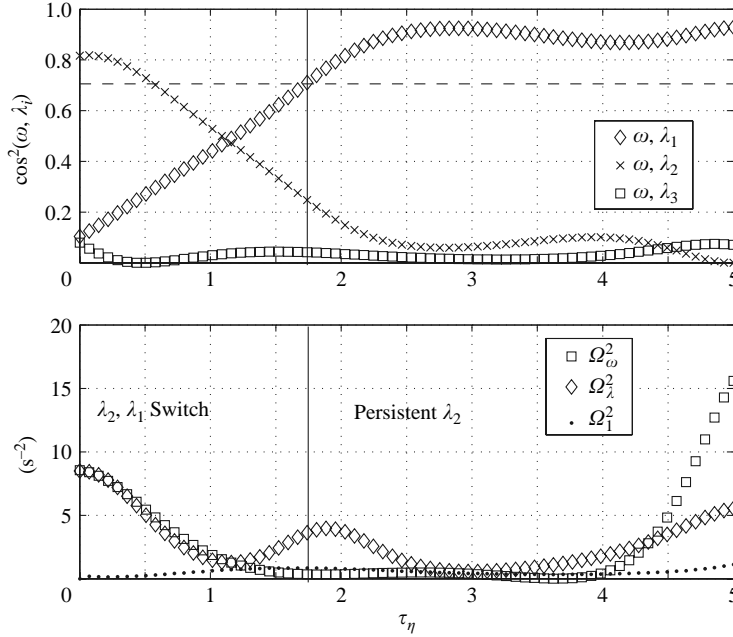 1.0
0.8
0.6
0.4
0.2
0
cos²(ω, λᵢ)
ω, λ₁
ω, λ₂
ω, λ₃
1 2 3 4 5
20
15
10
5
0
(s⁻²)
Ω²_ω
Ω²_λ
Ω²_1
λ₂, λ₁ Switch
Persistent λ₂
1 2 3 4 5
τ_η